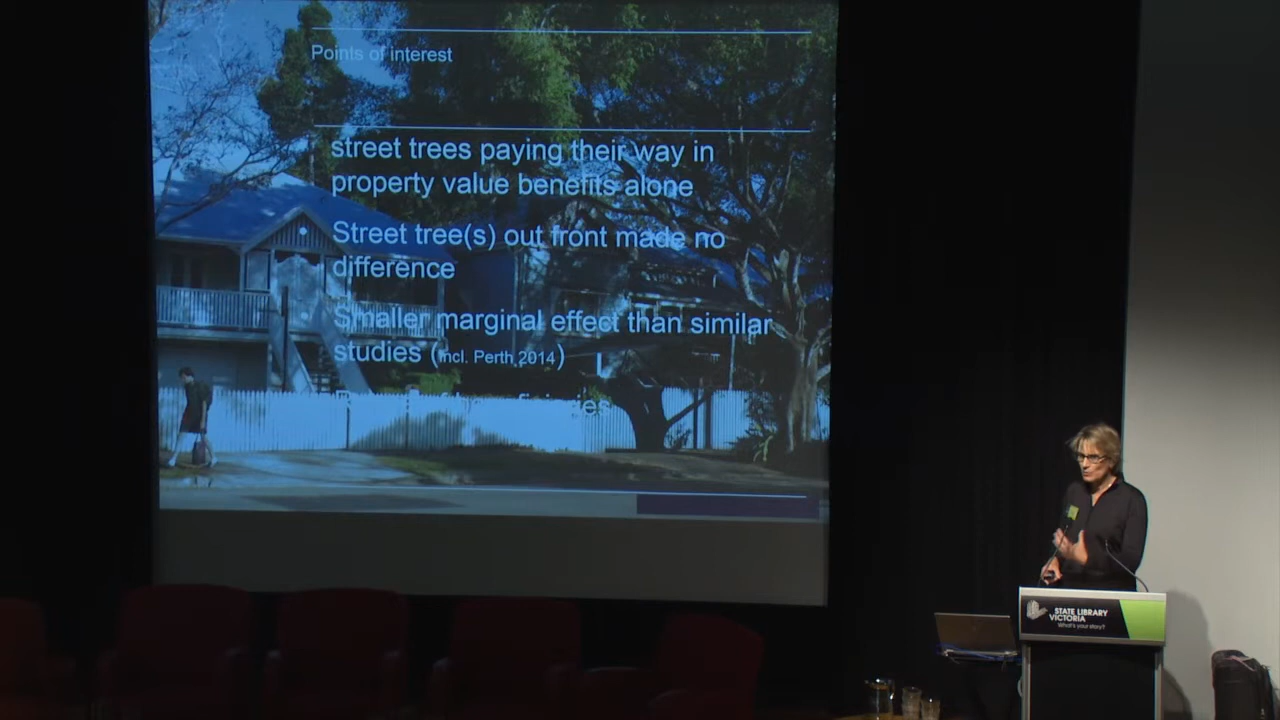 Points of interest
street trees paying their way in
property value benefits alone
Street tree(s) out front made no
difference
Smaller marginal effect than similar
studies (incl. Perth 2014)
STATE LIBRARY
VICTORIA
What's your story?